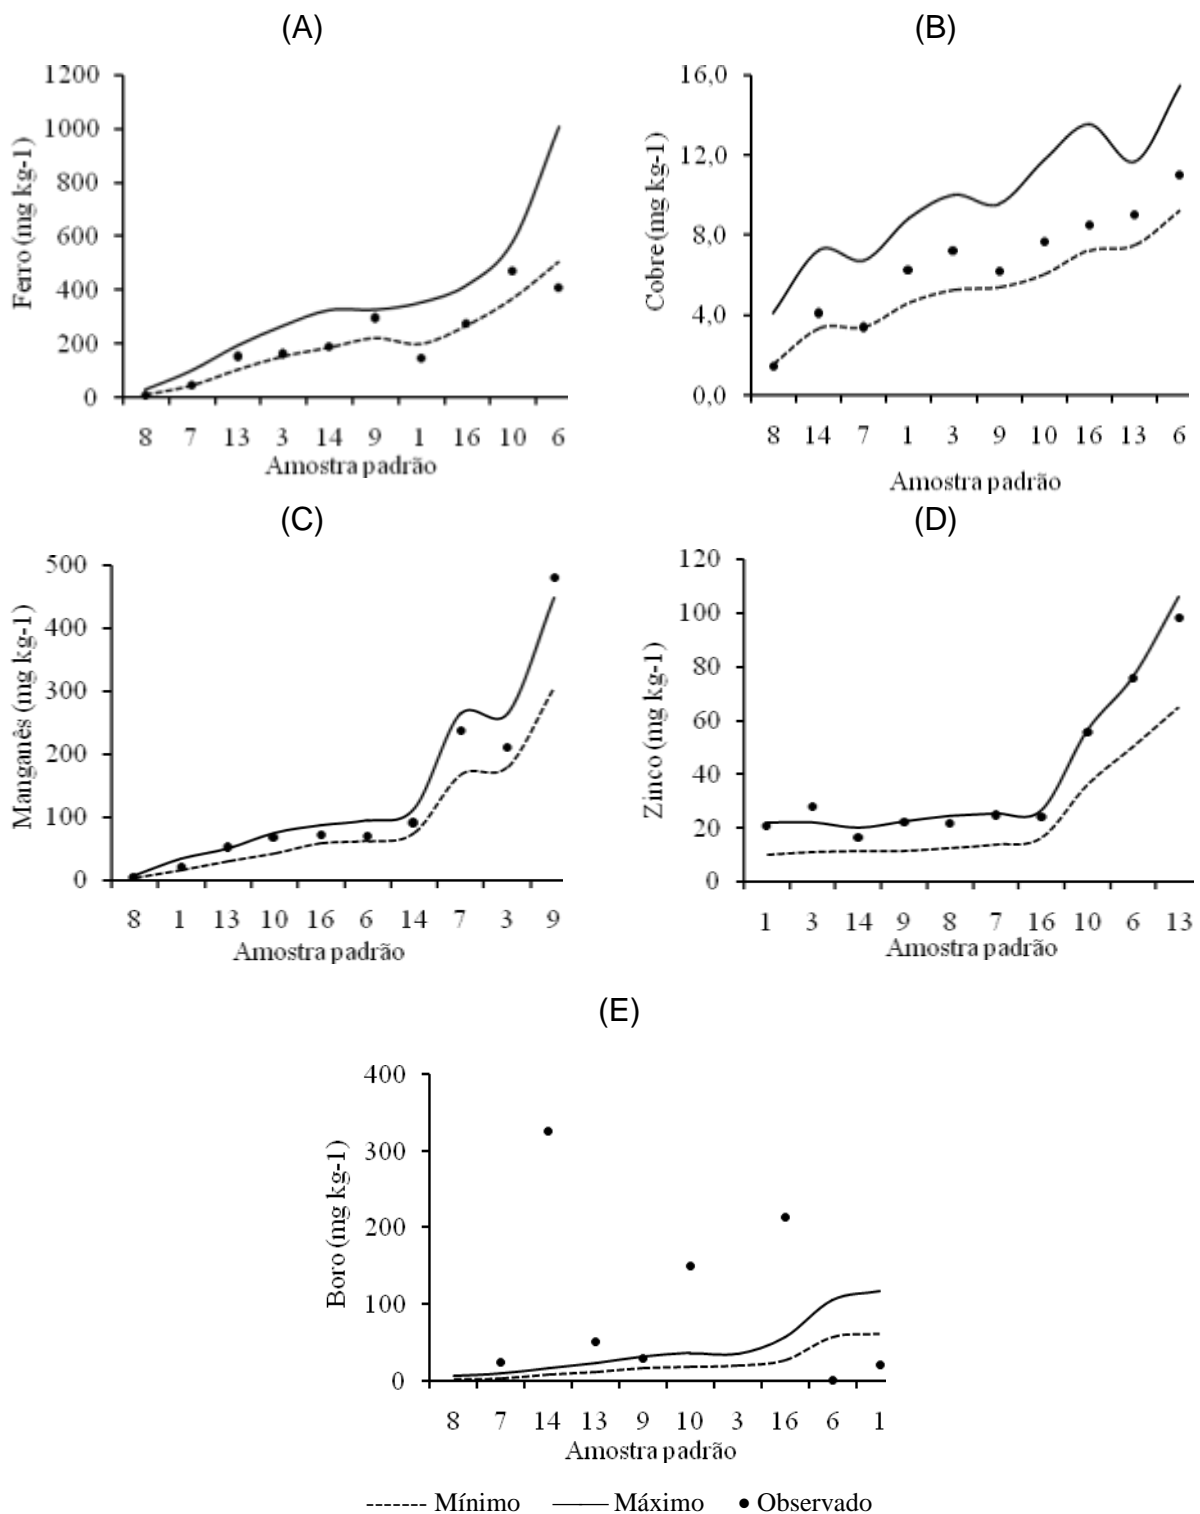 (A)
(B)
1200
1000
800
600
400
200
0
Ferro (mg kg-1)
8 7 13 3 14 9 1 16 10 6
Amostra padrão
16,0
12,0
8,0
4,0
0,0
Cobre (mg kg-1)
8 14 7 1 3 9 10 16 13 6
Amostra padrão
(C)
(D)
500
400
300
200
100
0
Manganês (mg kg-1)
8 1 13 10 16 6 14 7 3 9
Amostra padrão
120
100
80
60
40
20
0
Zinco (mg kg-1)
1 3 14 9 8 7 16 10 6 13
Amostra padrão
(E)
400
300
200
100
0
Boro (mg kg-1)
8 7 14 13 9 10 3 16 6 1
Amostra padrão
Mínimo Máximo Observado